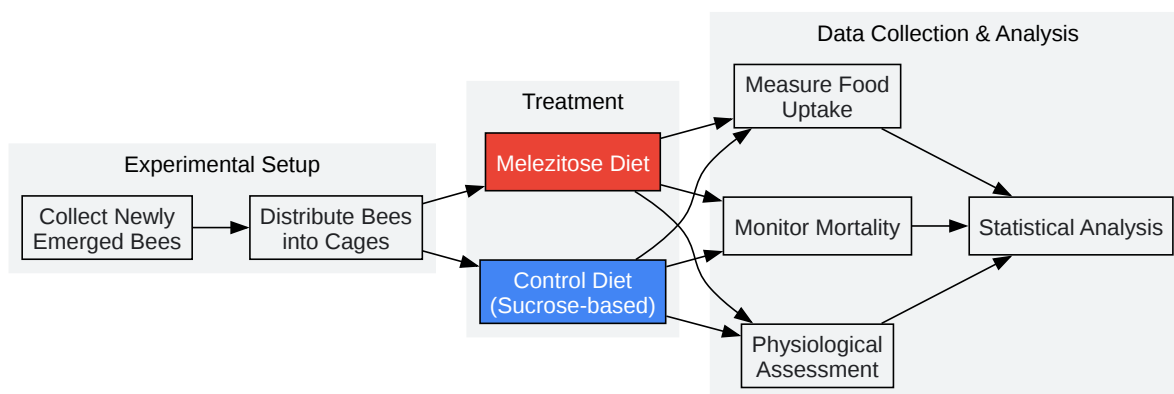 Experimental Setup
Collect Newly
Emerged Bees
Distribute Bees
into Cages
Treatment
Melezitose Diet
Control Diet
(Sucrose-based)
Data Collection & Analysis
Measure Food
Uptake
Monitor Mortality
Physiological
Assessment
Statistical Analysis